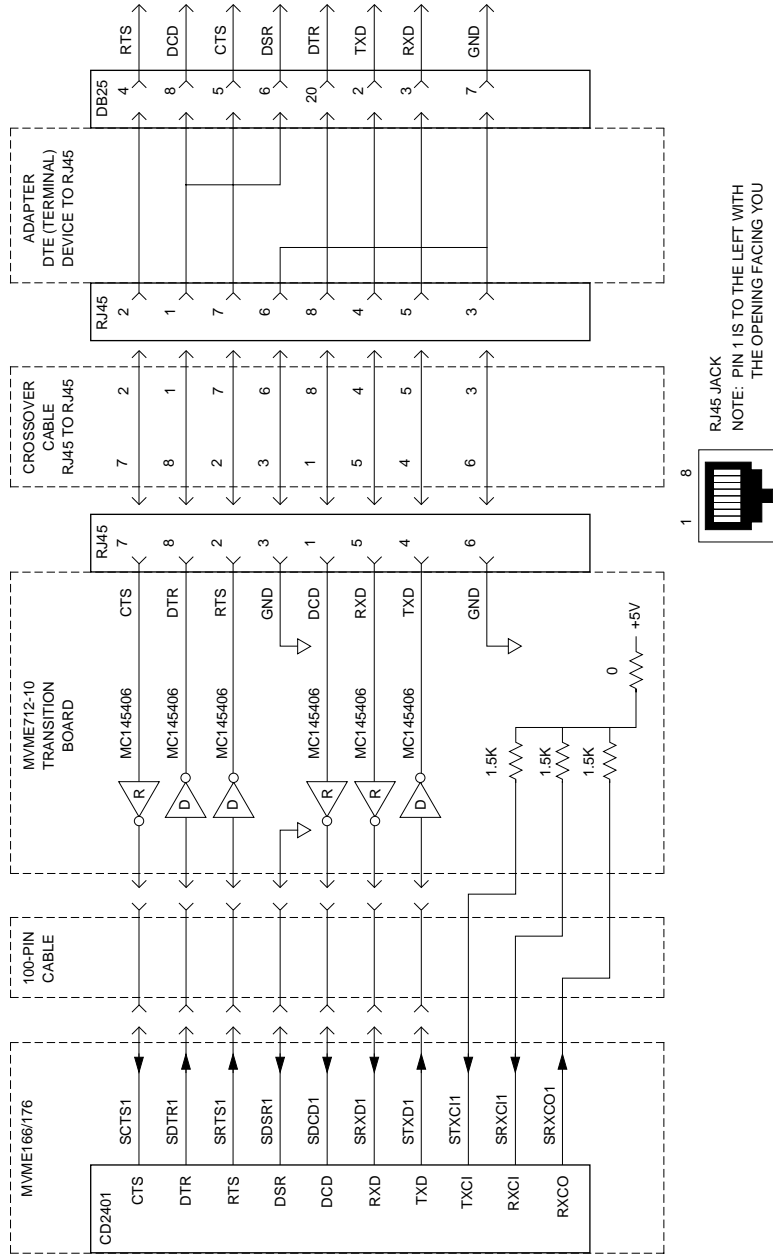 MVME166/176
CD2401
CTS
DTR
RTS
DSR
DCD
RXD
TXD
TXCI
RXCI
RXCO
SCTS1
SDTR1
SRTS1
SDSR1
SDCD1
SRXD1
STXD1
STXCI1
SRXCI1
SRXCO1
100-PIN
CABLE
MVME712-10
TRANSITION
BOARD
R
D
D
R
R
D
MC145406
MC145406
MC145406
MC145406
MC145406
MC145406
CTS
DTR
RTS
GND
DCD
RXD
TXD
GND
1.5K
1.5K
1.5K
0
+5V
RJ45
7
8
2
3
1
5
4
6
CROSSOVER
CABLE
RJ45 TO RJ45
7 2
8 1
2 7
3 6
1 8
5 4
4 5
6 3
RJ45
2
1
7
6
8
4
5
3
ADAPTER
DTE (TERMINAL)
DEVICE TO RJ45
DB25
4
8
5
6
20
2
3
7
RTS
DCD
CTS
DSR
DTR
TXD
RXD
GND
1 8
RJ45 JACK
NOTE: PIN 1 IS TO THE LEFT WITH
THE OPENING FACING YOU